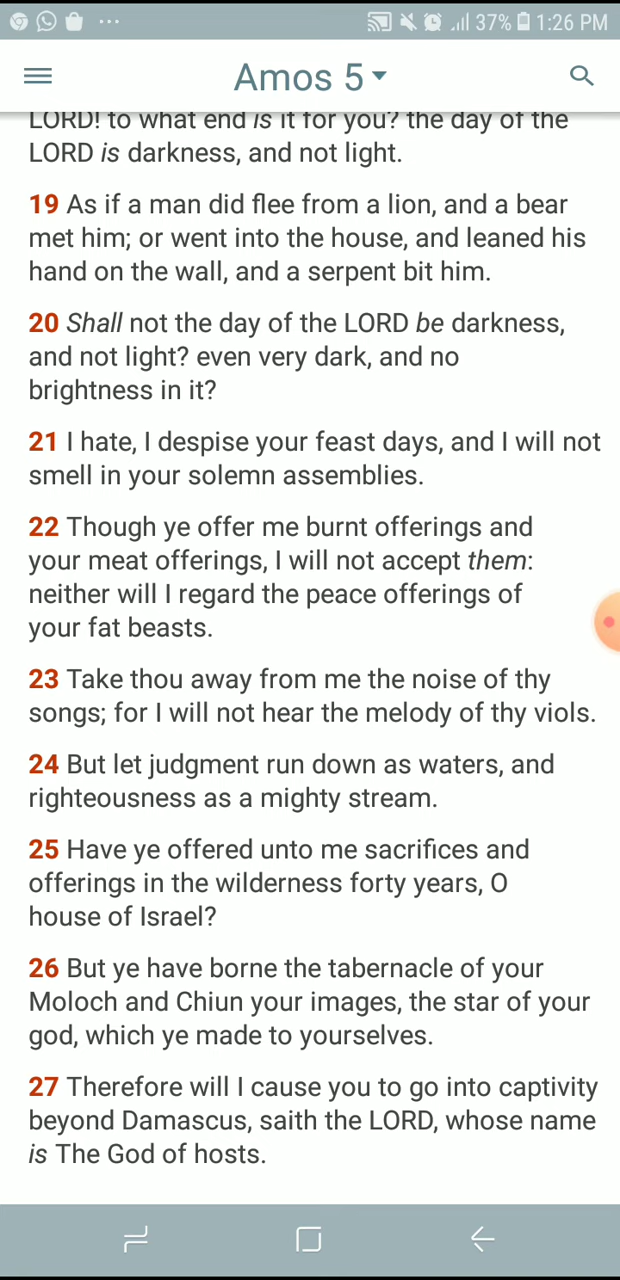 37% 1:26 PM
Amos 5
LORD! to what end is it for you? the day of the
LORD is darkness, and not light.
19 As if a man did flee from a lion, and a bear
met him; or went into the house, and leaned his
hand on the wall, and a serpent bit him.
20 Shall not the day of the LORD be darkness,
and not light? even very dark, and no
brightness in it?
21 I hate, I despise your feast days, and I will not
smell in your solemn assemblies.
22 Though ye offer me burnt offerings and
your meat offerings, I will not accept them:
neither will I regard the peace offerings of
your fat beasts.
23 Take thou away from me the noise of thy
songs; for I will not hear the melody of thy viols.
24 But let judgment run down as waters, and
righteousness as a mighty stream.
25 Have ye offered unto me sacrifices and
offerings in the wilderness forty years, O
house of Israel?
26 But ye have borne the tabernacle of your
Moloch and Chiun your images, the star of your
god, which ye made to yourselves.
27 Therefore will I cause you to go into captivity
beyond Damascus, saith the LORD, whose name
is The God of hosts.